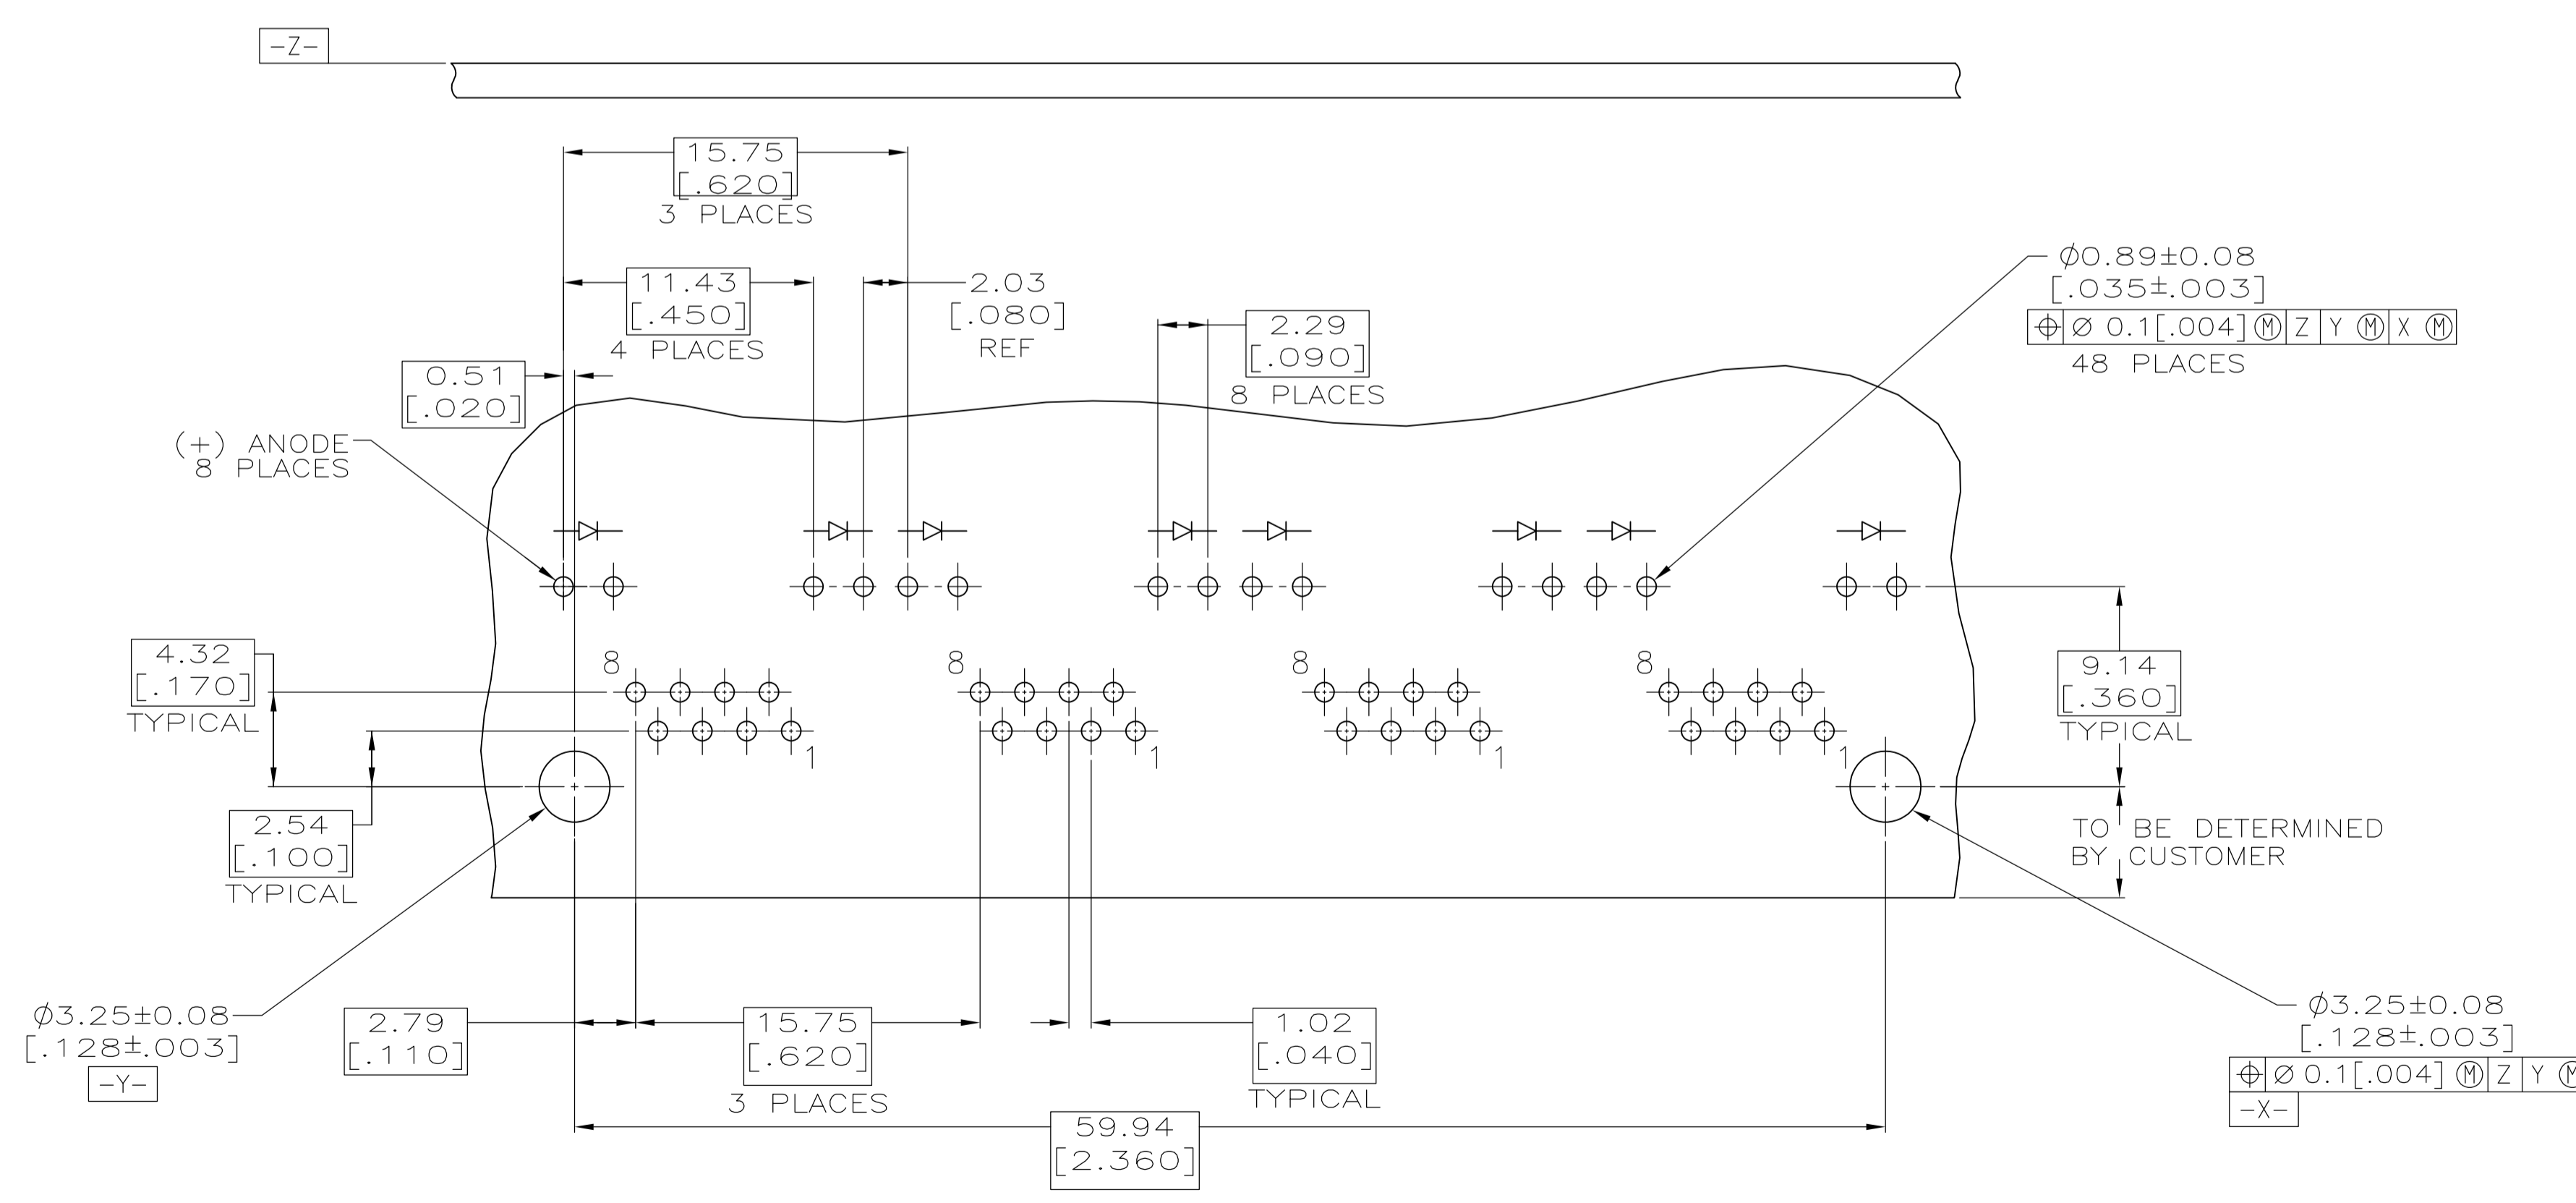 -Z-
15.75
[.620]
3 PLACES
11.43
[.450]
4 PLACES
2.03
[.080]
REF
2.29
[.090]
8 PLACES
Ø0.89±0.08
[.035±.003]
⌖ Ø 0.1[.004] Ⓜ Z Y Ⓜ X Ⓜ
48 PLACES
0.51
[.020]
(+) ANODE
8 PLACES
4.32
[.170]
TYPICAL
8
8
8
8
1
1
1
1
9.14
[.360]
TYPICAL
2.54
[.100]
TYPICAL
TO BE DETERMINED
BY CUSTOMER
Ø3.25±0.08
[.128±.003]
-Y-
2.79
[.110]
15.75
[.620]
3 PLACES
1.02
[.040]
TYPICAL
Ø3.25±0.08
[.128±.003]
⌖ Ø 0.1[.004] Ⓜ Z Y Ⓜ
-X-
59.94
[2.360]